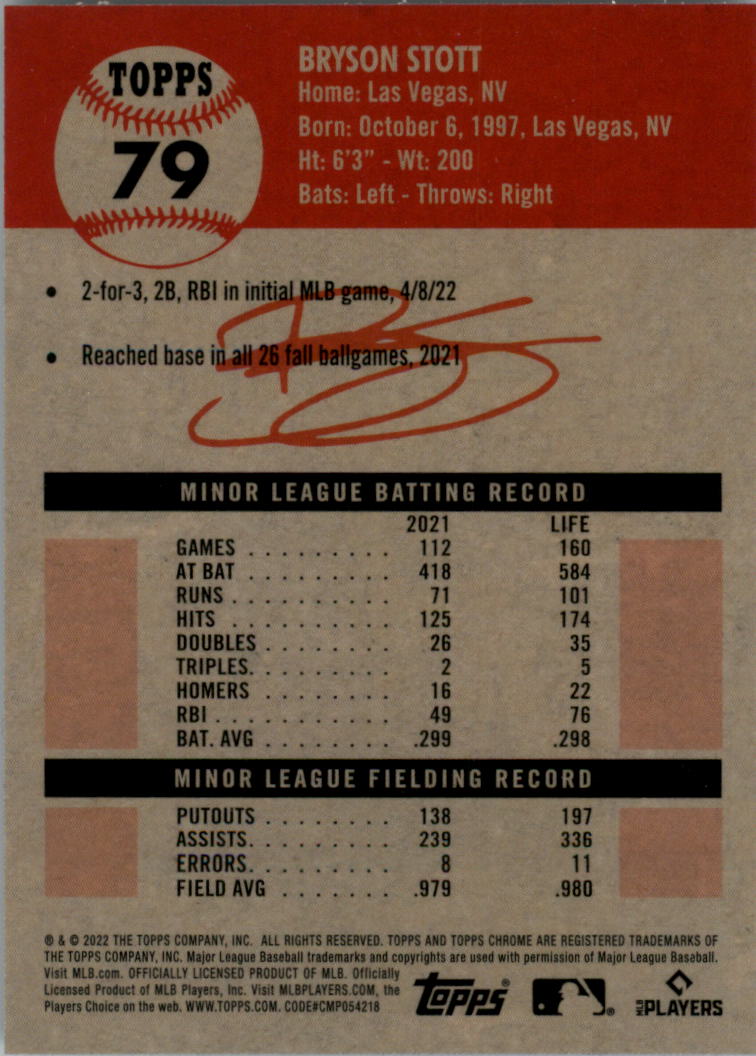 TOPPS
79
BRYSON STOTT
Home: Las Vegas, NV
Born: October 6, 1997, Las Vegas, NV
Ht: 6'3" - Wt: 200
Bats: Left - Throws: Right
• 2-for-3, 2B, RBI in initial MLB game, 4/8/22
• Reached base in all 26 fall ballgames, 2021
MINOR LEAGUE BATTING RECORD
2021 LIFE
GAMES . . . . . . . . . 112 160
AT BAT . . . . . . . . . 418 584
RUNS . . . . . . . . . . 71 101
HITS . . . . . . . . . . 125 174
DOUBLES . . . . . . . . 26 35
TRIPLES. . . . . . . . . 2 5
HOMERS . . . . . . . . 16 22
RBI . . . . . . . . . . . 49 76
BAT. AVG . . . . . . . . .299 .298
MINOR LEAGUE FIELDING RECORD
PUTOUTS . . . . . . . . 138 197
ASSISTS. . . . . . . . . 239 336
ERRORS. . . . . . . . . 8 11
FIELD AVG . . . . . . . .979 .980
® & © 2022 THE TOPPS COMPANY, INC. ALL RIGHTS RESERVED. TOPPS AND TOPPS CHROME ARE REGISTERED TRADEMARKS OF
THE TOPPS COMPANY, INC. Major League Baseball trademarks and copyrights are used with permission of Major League Baseball.
Visit MLB.com. OFFICIALLY LICENSED PRODUCT OF MLB. Officially
Licensed Product of MLB Players, Inc. Visit MLBPLAYERS.COM, the
Players Choice on the web. WWW.TOPPS.COM. CODE#CMP054218
Topps®
®
MLB PLAYERS